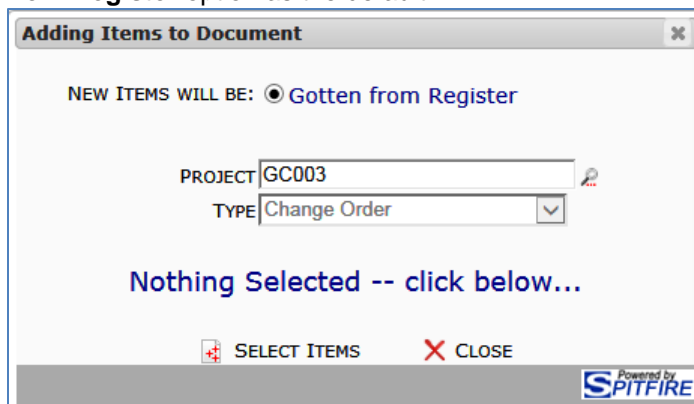 Adding Items to Document
NEW ITEMS WILL BE: Gotten from Register
PROJECT GC003
TYPE Change Order
Nothing Selected -- click below...
SELECT ITEMS CLOSE
Powered by
SPITFIRE